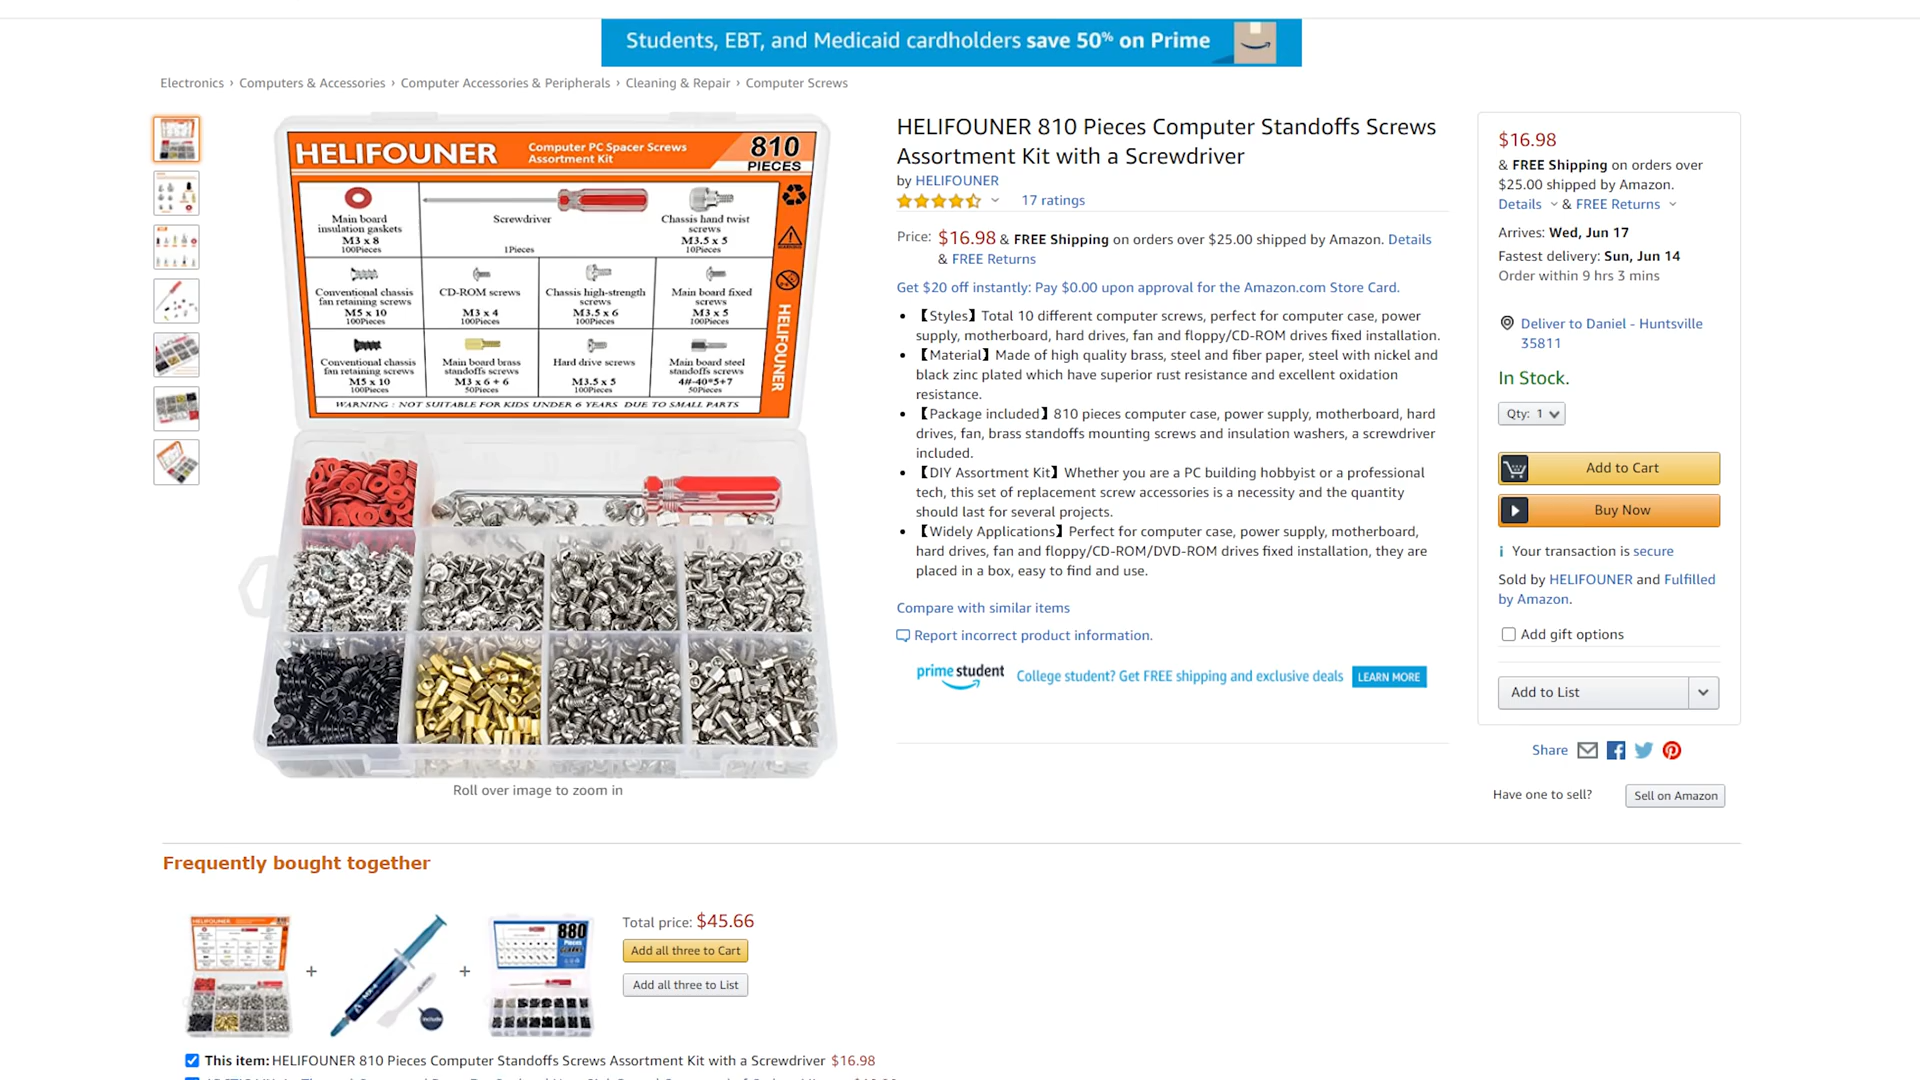 Students, EBT, and Medicaid cardholders save 50% on Prime
Electronics › Computers & Accessories › Computer Accessories & Peripherals › Cleaning & Repair › Computer Screws
HELIFOUNER
Computer PC Spacer Screws
Assortment Kit
810
PIECES
Main board
insulation gaskets
M3 x 8
100Pieces
Screwdriver
1Pieces
Chassis hand twist
screws
M3.5 x 5
10Pieces
Conventional chassis
fan retaining screws
M5 x 10
100Pieces
CD-ROM screws
M3 x 4
100Pieces
Chassis high-strength
screws
M3.5 x 6
100Pieces
Main board fixed
screws
M3 x 5
100Pieces
Conventional chassis
fan retaining screws
M5 x 10
100Pieces
Main board brass
standoffs screws
M3 x 6 + 6
50Pieces
Hard drive screws
M3.5 x 5
100Pieces
Main board steel
standoffs screws
4#-40*5+7
50Pieces
HELIFOUNER
WARNING : NOT SUITABLE FOR KIDS UNDER 6 YEARS DUE TO SMALL PARTS
Roll over image to zoom in
HELIFOUNER 810 Pieces Computer Standoffs Screws
Assortment Kit with a Screwdriver
by HELIFOUNER
17 ratings
Price: $16.98 & FREE Shipping on orders over $25.00 shipped by Amazon. Details
& FREE Returns
Get $20 off instantly: Pay $0.00 upon approval for the Amazon.com Store Card.
• 【Styles】Total 10 different computer screws, perfect for computer case, power
supply, motherboard, hard drives, fan and floppy/CD-ROM drives fixed installation.
• 【Material】Made of high quality brass, steel and fiber paper, steel with nickel and
black zinc plated which have superior rust resistance and excellent oxidation
resistance.
• 【Package included】810 pieces computer case, power supply, motherboard, hard
drives, fan, brass standoffs mounting screws and insulation washers, a screwdriver
included.
• 【DIY Assortment Kit】Whether you are a PC building hobbyist or a professional
tech, this set of replacement screw accessories is a necessity and the quantity
should last for several projects.
• 【Widely Applications】Perfect for computer case, power supply, motherboard,
hard drives, fan and floppy/CD-ROM/DVD-ROM drives fixed installation, they are
placed in a box, easy to find and use.
Compare with similar items
Report incorrect product information.
prime student College student? Get FREE shipping and exclusive deals LEARN MORE
$16.98
& FREE Shipping on orders over
$25.00 shipped by Amazon.
Details & FREE Returns
Arrives: Wed, Jun 17
Fastest delivery: Sun, Jun 14
Order within 9 hrs 3 mins
Deliver to Daniel - Huntsville
35811
In Stock.
Qty: 1
Add to Cart
Buy Now
Your transaction is secure
Sold by HELIFOUNER and Fulfilled
by Amazon.
Add gift options
Add to List
Share
Have one to sell? Sell on Amazon
Frequently bought together
HELIFOUNER
810
880
Pieces
+
+
Total price: $45.66
Add all three to Cart
Add all three to List
This item: HELIFOUNER 810 Pieces Computer Standoffs Screws Assortment Kit with a Screwdriver $16.98